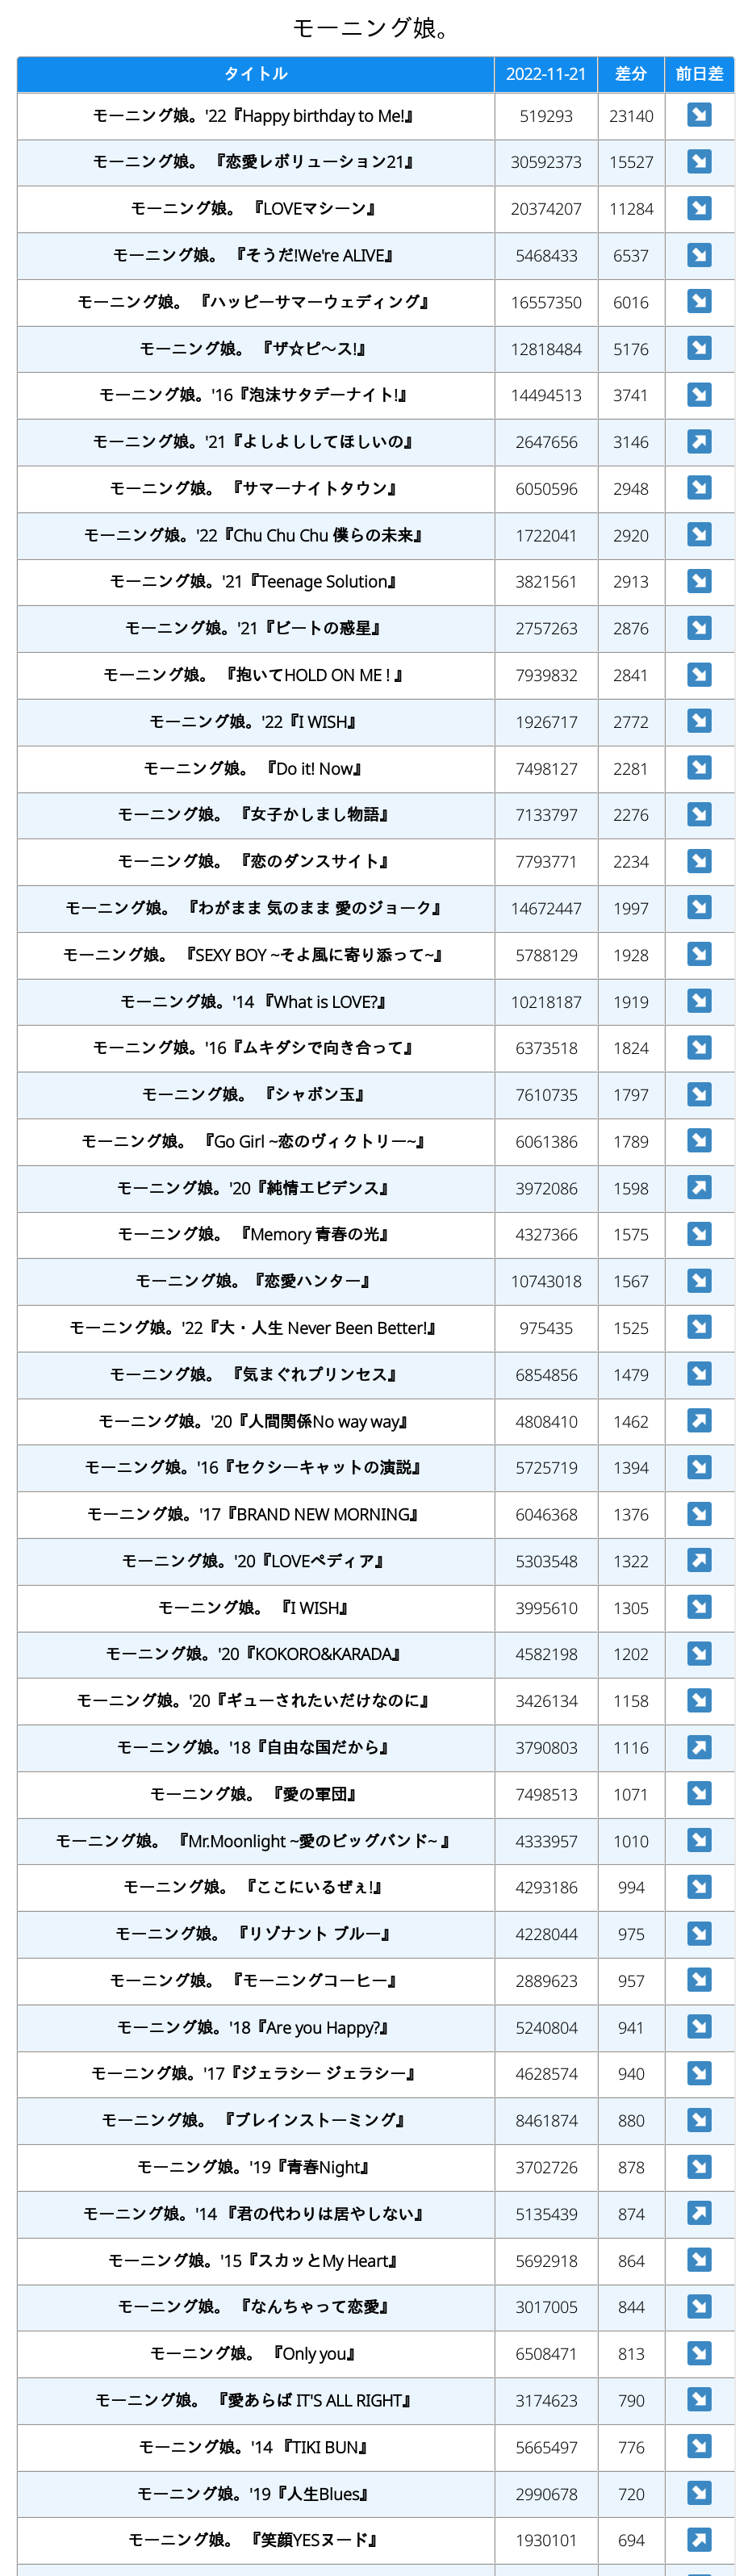 モーニング娘。
タイトル 2022-11-21 差分 前日差
モーニング娘。'22『Happy birthday to Me!』 519293 23140 ↘
モーニング娘。 『恋愛レボリューション21』 30592373 15527 ↘
モーニング娘。 『LOVEマシーン』 20374207 11284 ↘
モーニング娘。 『そうだ!We're ALIVE』 5468433 6537 ↘
モーニング娘。 『ハッピーサマーウェディング』 16557350 6016 ↘
モーニング娘。 『ザ☆ピ〜ス!』 12818484 5176 ↘
モーニング娘。'16『泡沫サタデーナイト!』 14494513 3741 ↘
モーニング娘。'21『よしよししてほしいの』 2647656 3146 ↗
モーニング娘。 『サマーナイトタウン』 6050596 2948 ↘
モーニング娘。'22『Chu Chu Chu 僕らの未来』 1722041 2920 ↘
モーニング娘。'21『Teenage Solution』 3821561 2913 ↘
モーニング娘。'21『ビートの惑星』 2757263 2876 ↘
モーニング娘。 『抱いてHOLD ON ME ! 』 7939832 2841 ↘
モーニング娘。'22『I WISH』 1926717 2772 ↘
モーニング娘。 『Do it! Now』 7498127 2281 ↘
モーニング娘。 『女子かしまし物語』 7133797 2276 ↘
モーニング娘。 『恋のダンスサイト』 7793771 2234 ↘
モーニング娘。 『わがまま 気のまま 愛のジョーク』 14672447 1997 ↘
モーニング娘。 『SEXY BOY ~そよ風に寄り添って~』 5788129 1928 ↘
モーニング娘。'14 『What is LOVE?』 10218187 1919 ↘
モーニング娘。'16『ムキダシで向き合って』 6373518 1824 ↘
モーニング娘。 『シャボン玉』 7610735 1797 ↘
モーニング娘。 『Go Girl ~恋のヴィクトリー~』 6061386 1789 ↘
モーニング娘。'20『純情エビデンス』 3972086 1598 ↗
モーニング娘。 『Memory 青春の光』 4327366 1575 ↘
モーニング娘。『恋愛ハンター』 10743018 1567 ↘
モーニング娘。'22『大・人生 Never Been Better!』 975435 1525 ↘
モーニング娘。 『気まぐれプリンセス』 6854856 1479 ↘
モーニング娘。'20『人間関係No way way』 4808410 1462 ↗
モーニング娘。'16『セクシーキャットの演説』 5725719 1394 ↘
モーニング娘。'17『BRAND NEW MORNING』 6046368 1376 ↘
モーニング娘。'20『LOVEペディア』 5303548 1322 ↗
モーニング娘。 『I WISH』 3995610 1305 ↘
モーニング娘。'20『KOKORO&KARADA』 4582198 1202 ↘
モーニング娘。'20『ギューされたいだけなのに』 3426134 1158 ↘
モーニング娘。'18『自由な国だから』 3790803 1116 ↗
モーニング娘。 『愛の軍団』 7498513 1071 ↘
モーニング娘。 『Mr.Moonlight ~愛のビッグバンド~ 』 4333957 1010 ↘
モーニング娘。 『ここにいるぜぇ!』 4293186 994 ↘
モーニング娘。 『リゾナント ブルー』 4228044 975 ↘
モーニング娘。 『モーニングコーヒー』 2889623 957 ↘
モーニング娘。'18『Are you Happy?』 5240804 941 ↘
モーニング娘。'17『ジェラシー ジェラシー』 4628574 940 ↘
モーニング娘。 『ブレインストーミング』 8461874 880 ↘
モーニング娘。'19『青春Night』 3702726 878 ↘
モーニング娘。'14 『君の代わりは居やしない』 5135439 874 ↗
モーニング娘。'15『スカッとMy Heart』 5692918 864 ↘
モーニング娘。 『なんちゃって恋愛』 3017005 844 ↘
モーニング娘。 『Only you』 6508471 813 ↘
モーニング娘。 『愛あらば IT'S ALL RIGHT』 3174623 790 ↘
モーニング娘。'14 『TIKI BUN』 5665497 776 ↘
モーニング娘。'19『人生Blues』 2990678 720 ↘
モーニング娘。 『笑顔YESヌード』 1930101 694 ↗